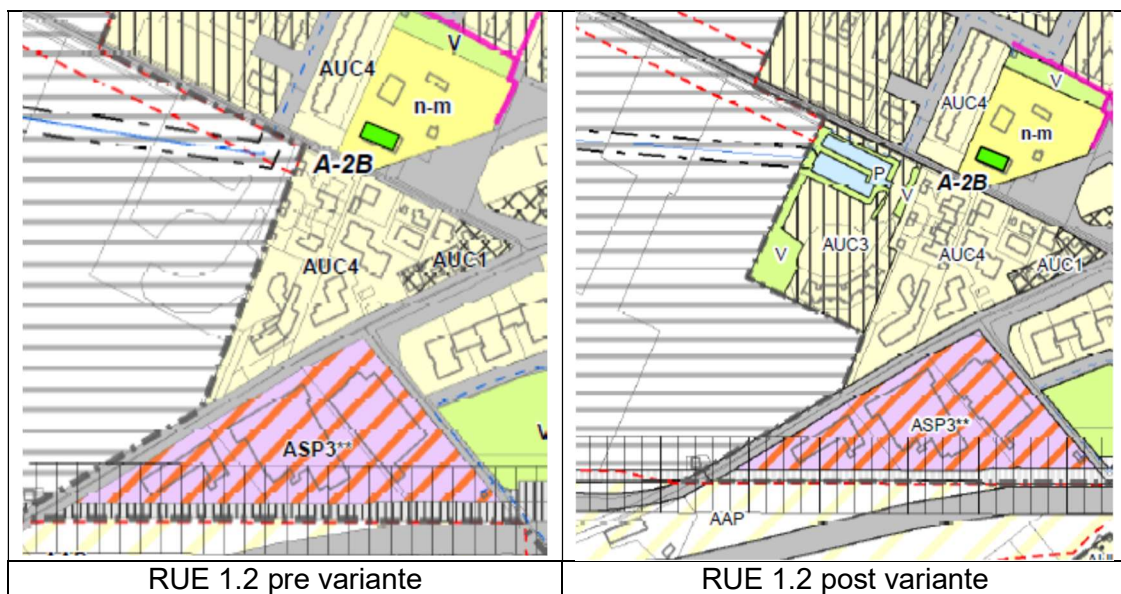 V
AUC4
n-m
A-2B
AUC4
AUC1
ASP3**
V
V
AUC4
n-m
A-2B
P
V
AUC3
V
AUC4
AUC1
ASP3**
AAP
RUE 1.2 pre variante
RUE 1.2 post variante